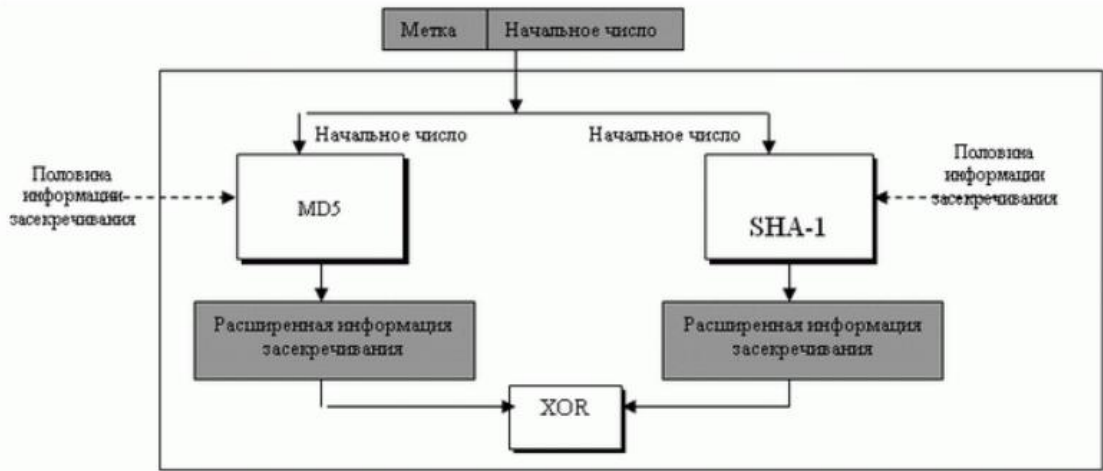 Метка
Начальное число
Начальное число
Начальное число
Половина
информации
засекречивания
MD5
Половина
информации
засекречивания
SHA-1
Расширенная информация
засекречивания
Расширенная информация
засекречивания
XOR